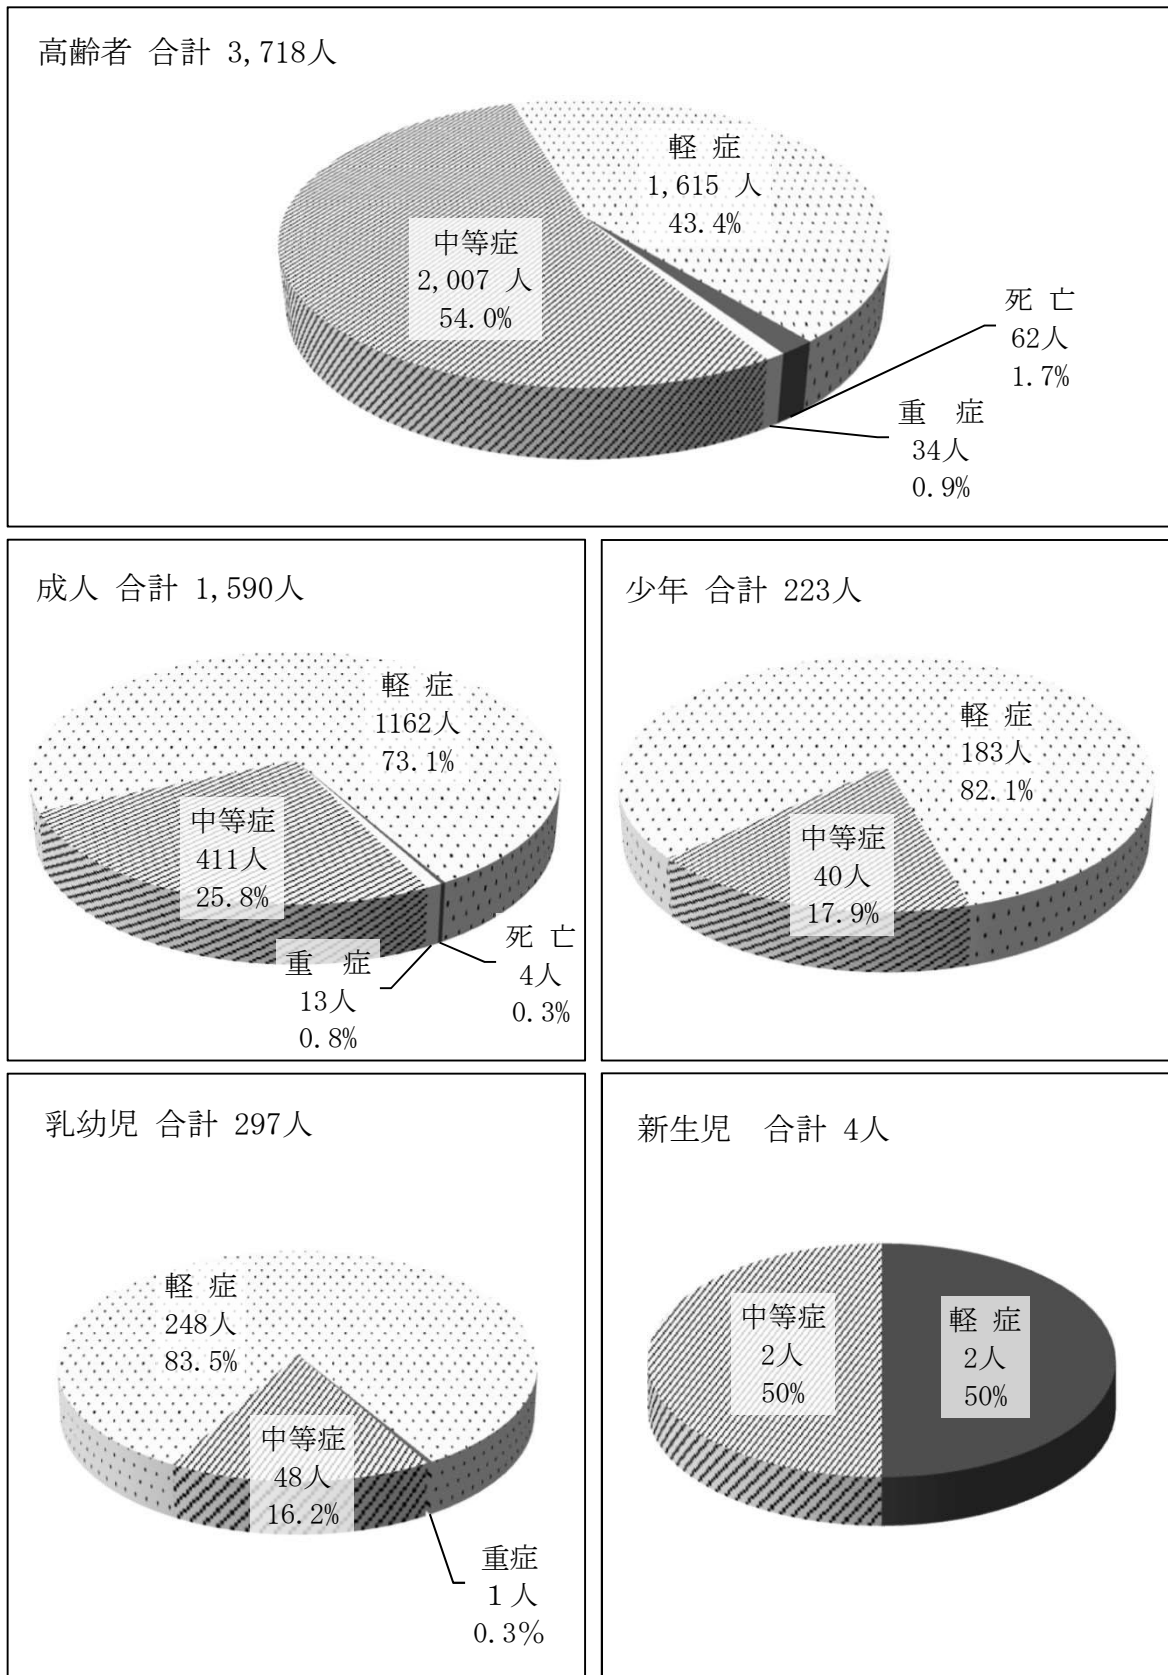 高齢者 合計 3,718人
軽 症
1,615 人
43.4%
中等症
2,007 人
54.0%
死 亡
62人
1.7%
重 症
34人
0.9%
成人 合計 1,590人
軽 症
1162人
73.1%
中等症
411人
25.8%
重 症
13人
0.8%
死 亡
4人
0.3%
少年 合計 223人
軽 症
183人
82.1%
中等症
40人
17.9%
乳幼児 合計 297人
軽 症
248人
83.5%
中等症
48人
16.2%
重症
1人
0.3%
新生児 合計 4人
中等症
2人
50%
軽 症
2人
50%